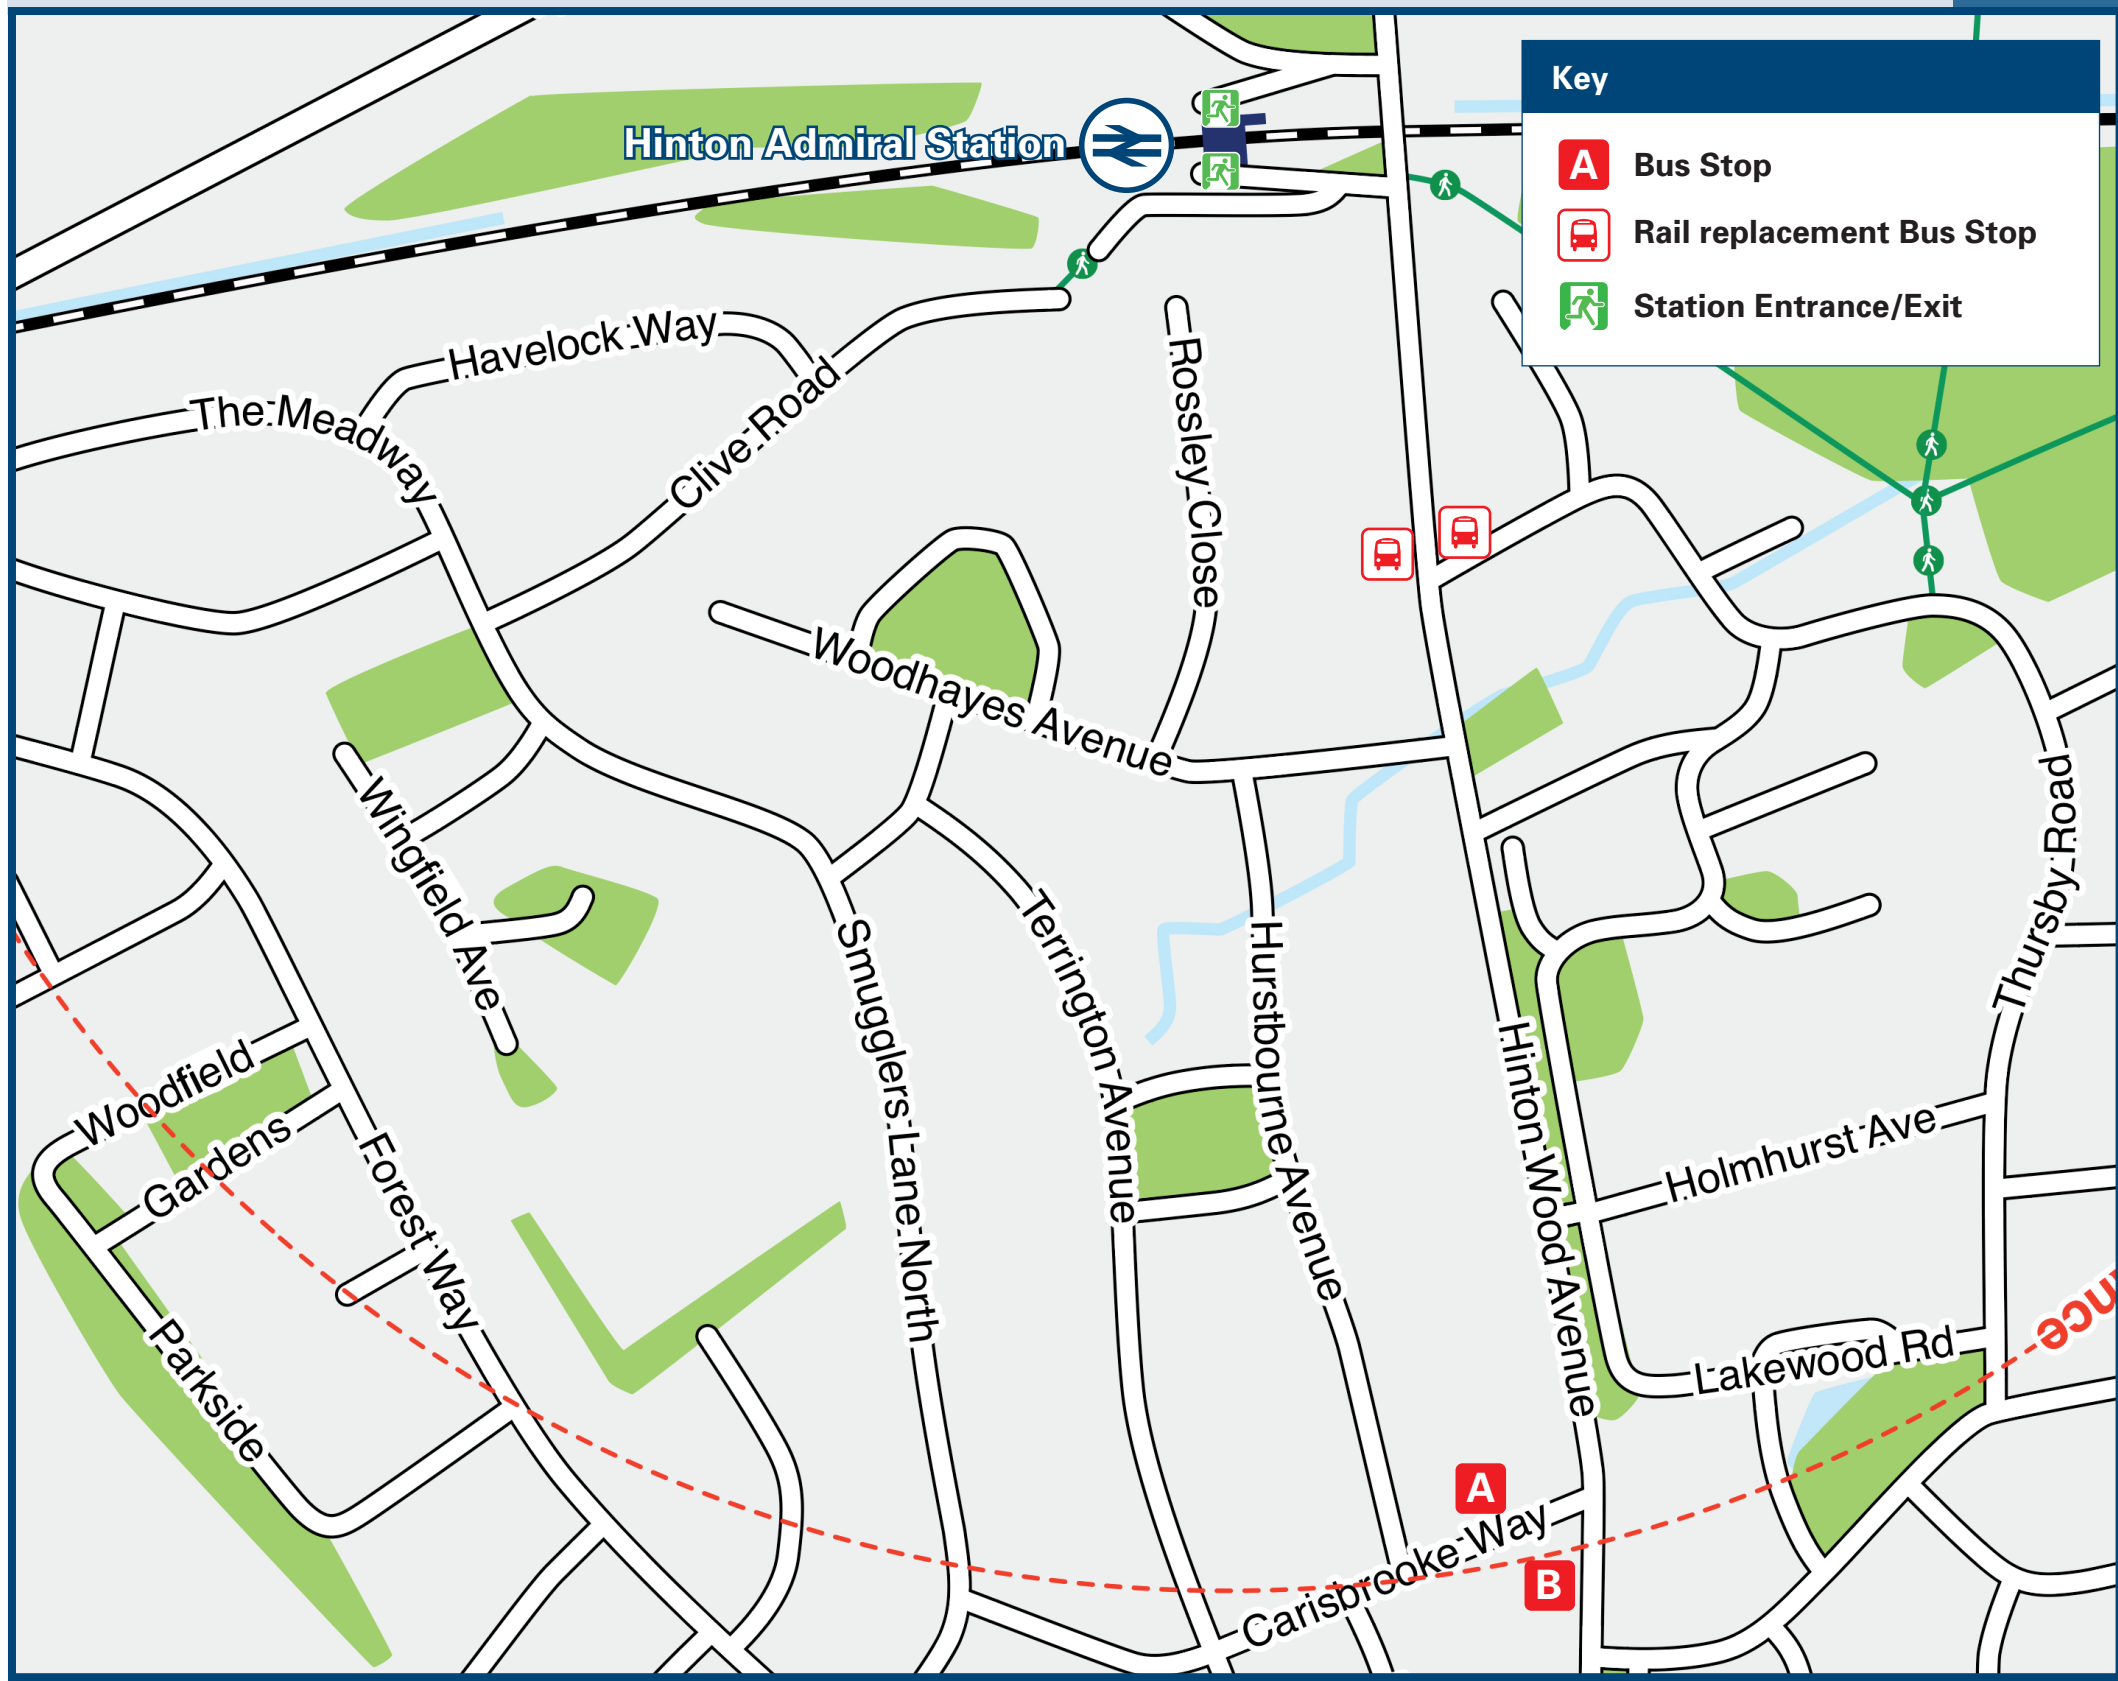 Key
A Bus Stop
Rail replacement Bus Stop
Station Entrance/Exit
Hinton Admiral Station
Havelock Way
The Meadway
Clive Road
Rossley Close
Woodhayes Avenue
Wingfield Ave
Smugglers Lane North
Terrington Avenue
Hurstbourne Avenue
Hinton Wood Avenue
Thursby Road
Holmhurst Ave
Lakewood Rd
Woodfield
Gardens
Forest Way
Parkside
A
Carisbrooke Way
B